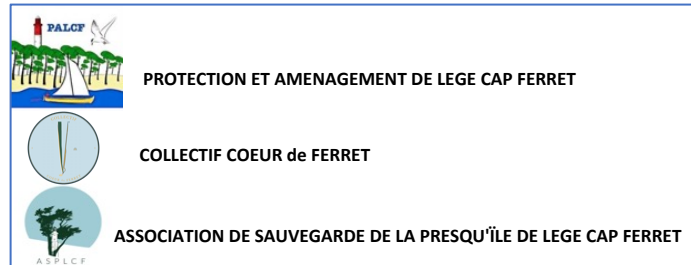 PALCF
PROTECTION ET AMENAGEMENT DE LEGE CAP FERRET
COLLECTIF COEUR de FERRET
ASSOCIATION DE SAUVEGARDE DE LA PRESQU'ÏLE DE LEGE CAP FERRET
ASPLCF